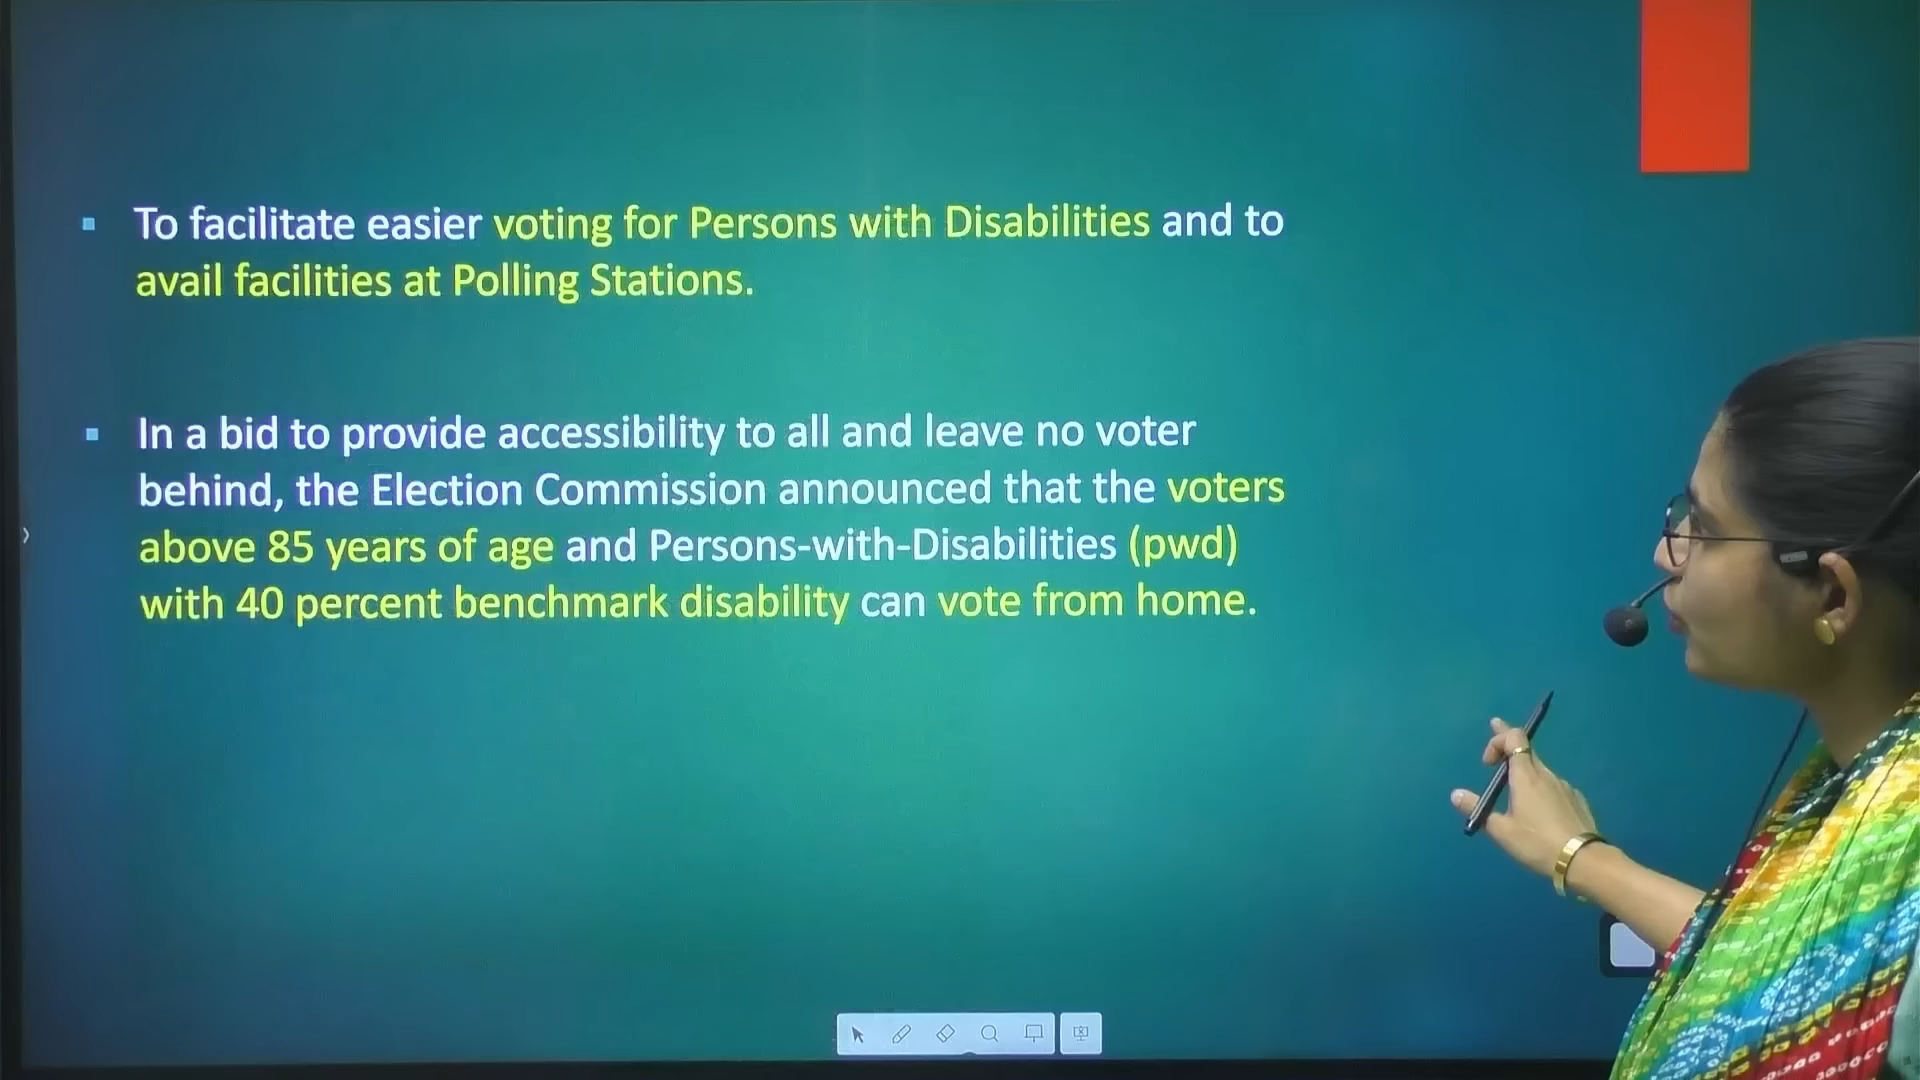 To facilitate easier voting for Persons with Disabilities and to
avail facilities at Polling Stations.
In a bid to provide accessibility to all and leave no voter
behind, the Election Commission announced that the voters
above 85 years of age and Persons-with-Disabilities (pwd)
with 40 percent benchmark disability can vote from home.